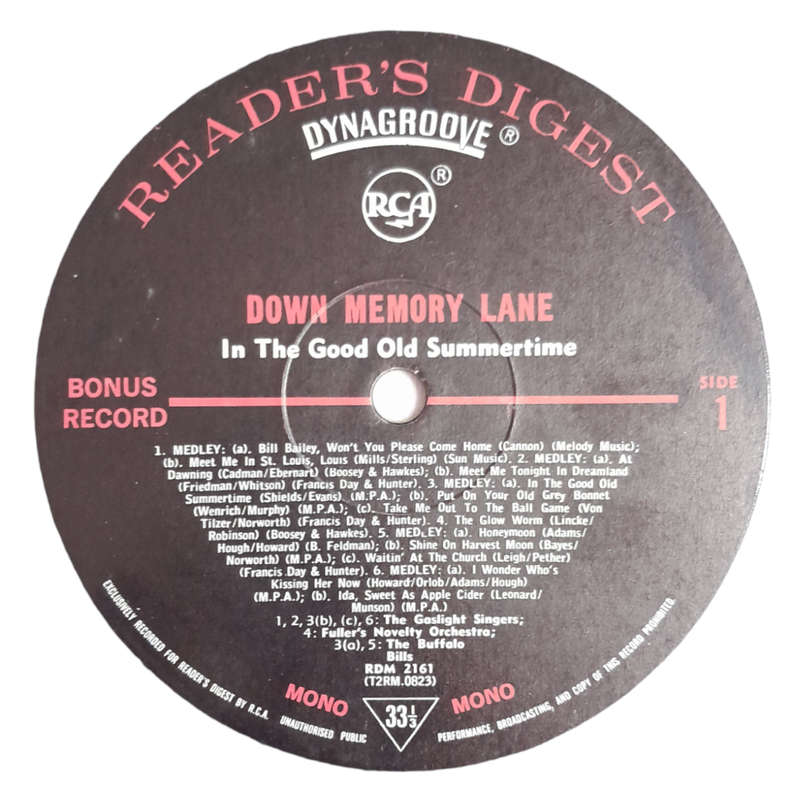 READER'S DIGEST
DYNAGROOVE ®
RCA ®
DOWN MEMORY LANE
In The Good Old Summertime
BONUS
RECORD
SIDE
1
1. MEDLEY: (a). Bill Bailey, Won't You Please Come Home (Cannon) (Melody Music);
(b). Meet Me In St. Louis, Louis (Mills/Sterling) (Sun Music). 2. MEDLEY: (a), At
Dawning (Cadman/Ebernart) (Boosey & Hawkes); (b). Meet Me Tonight In Dreamland
(Friedman/Whitson) (Francis Day & Hunter). 3. MEDLEY: (a). In The Good Old
Summertime (Shields/Evans) (M.P.A.); (b). Put On Your Old Grey Bonnet
(Wenrich/Murphy) (M.P.A.); (c). Take Me Out To The Ball Game (Von
Tilzer/Norworth) (Francis Day & Hunter). 4. The Glow Worm (Lincke/
Robinson) (Boosey & Hawkes). 5. MEDLEY: (a). Honeymoon (Adams/
Hough/Howard) (B. Feldman); (b). Shine On Harvest Moon (Bayes/
Norworth) (M.P.A.); (c). Waitin' At The Church (Leigh/Pether)
(Francis Day & Hunter). 6. MEDLEY: (a). I Wonder Who's
Kissing Her Now (Howard/Orlob/Adams/Hough)
(M.P.A.); (b). Ida, Sweet As Apple Cider (Leonard/
Munson) (M.P.A.)
1, 2, 3(b), (c), 6: The Gaslight Singers;
4: Fuller's Novelty Orchestra;
3(a), 5: The Buffalo
Bills
RDM 2161
(T2RM.0823)
MONO 33⅓ MONO
EXCLUSIVELY RECORDED FOR READER'S DIGEST BY R.C.A. UNAUTHORISED PUBLIC PERFORMANCE, BROADCASTING, AND COPY OF THIS RECORD PROHIBITED.